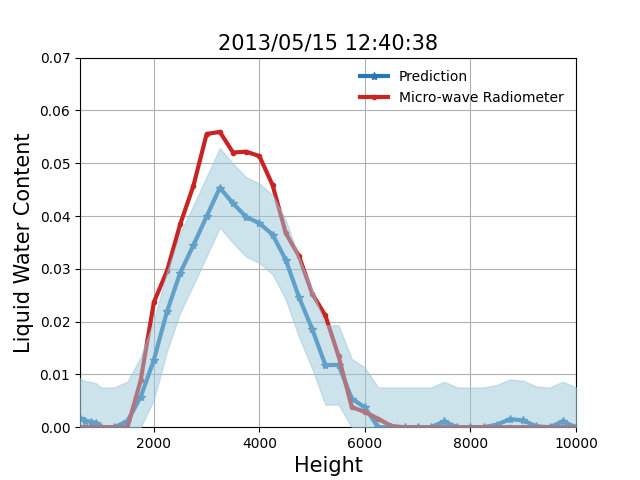 2013/05/15 12:40:38
0.07
0.06
0.05
0.04
0.03
0.02
0.01
0.00
Liquid Water Content
Prediction
Micro-wave Radiometer
2000 4000 6000 8000 10000
Height